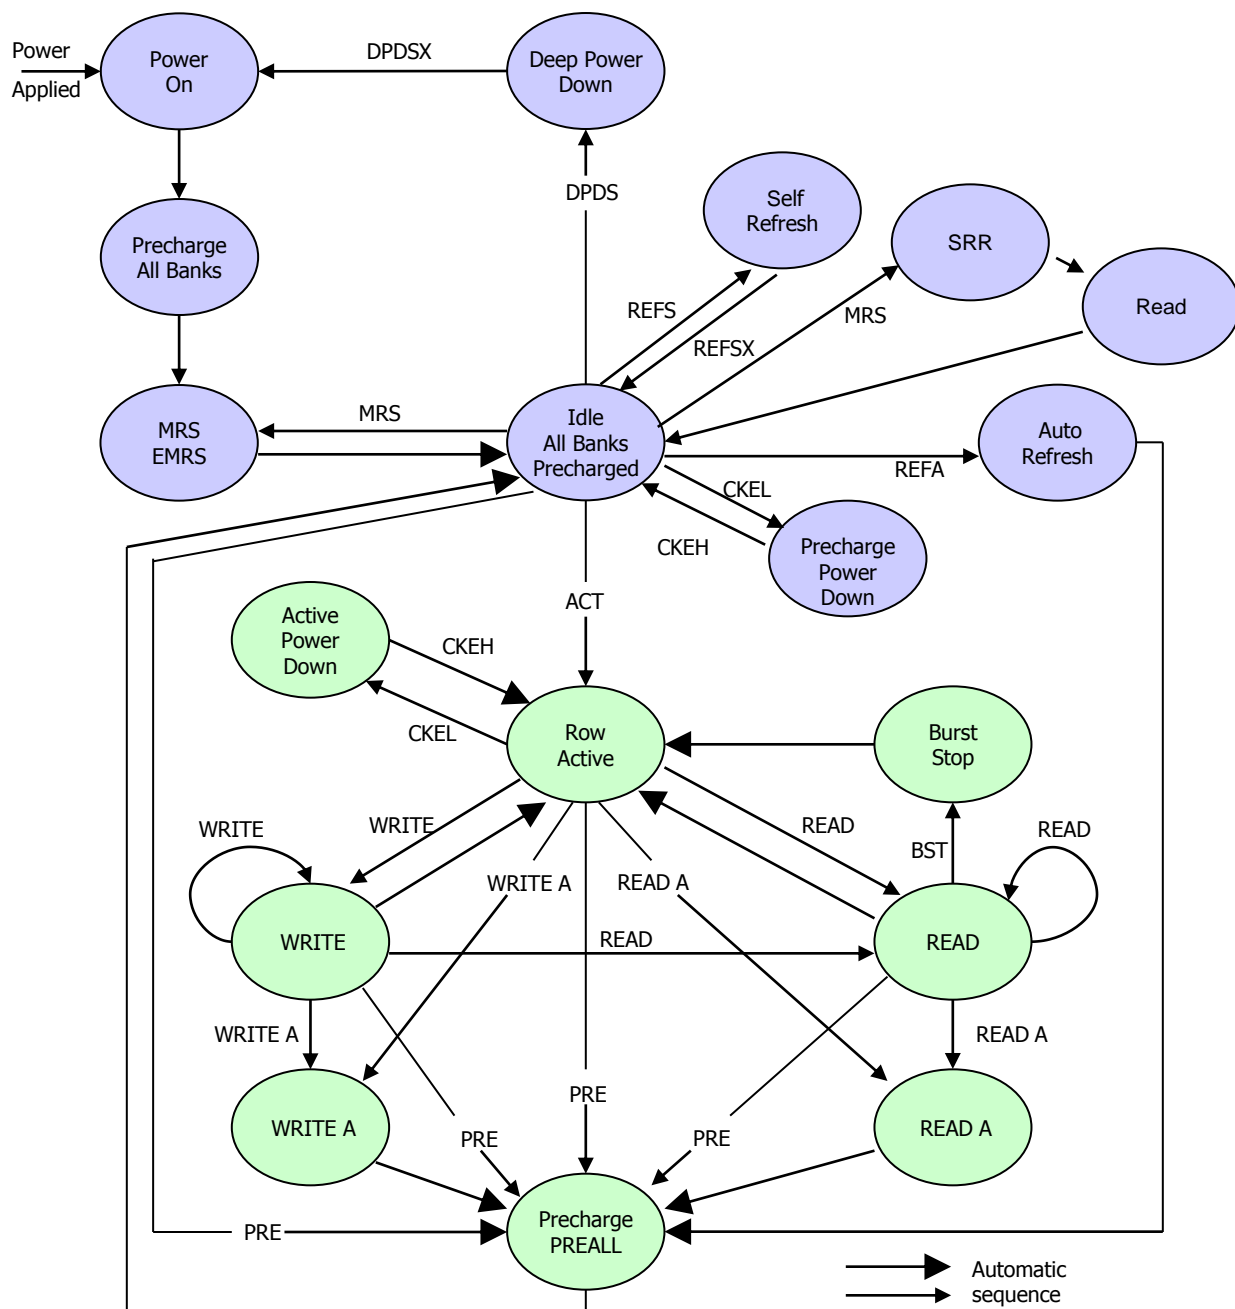 Power
Applied
Power
On
DPDSX
Deep Power
Down
DPDS
Self
Refresh
SRR
Read
Precharge
All Banks
REFS
REFSX
MRS
MRS
EMRS
MRS
Idle
All Banks
Precharged
Auto
Refresh
REFA
CKEL
CKEH
Precharge
Power
Down
ACT
Active
Power
Down
CKEH
CKEL
Row
Active
Burst
Stop
WRITE
WRITE
READ
BST
READ
WRITE A
READ A
WRITE
READ
READ
WRITE A
READ A
WRITE A
READ A
PRE
PRE
PRE
Precharge
PREALL
PRE
Automatic
sequence